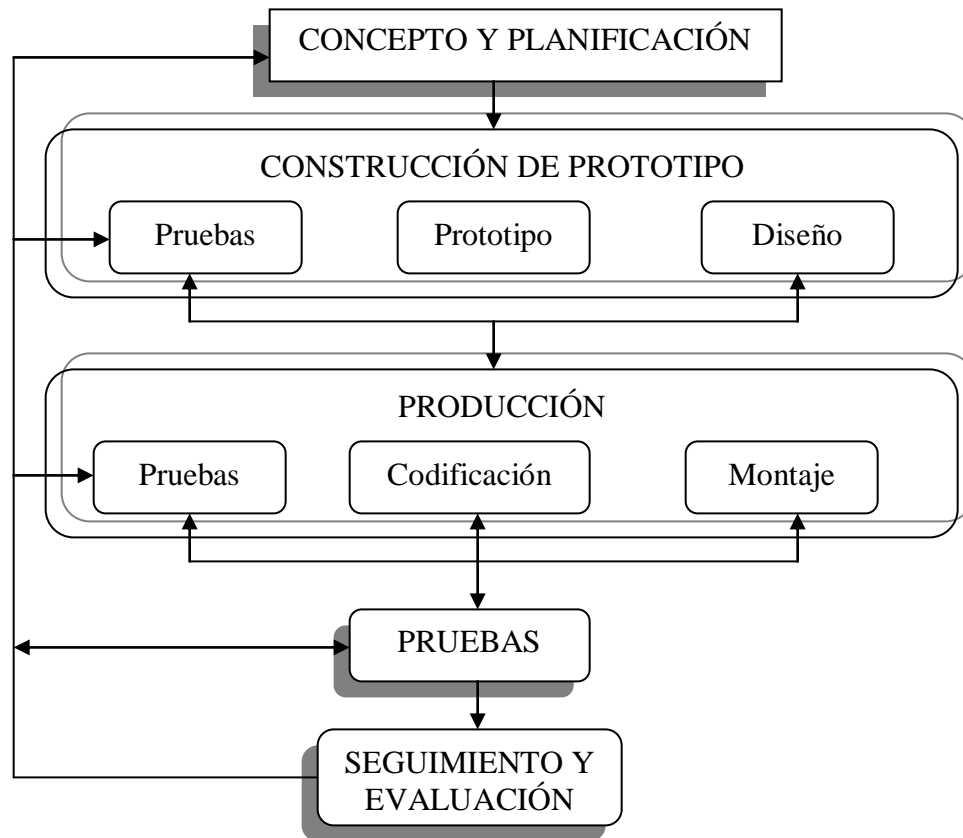 CONCEPTO Y PLANIFICACIÓN
CONSTRUCCIÓN DE PROTOTIPO
Pruebas
Prototipo
Diseño
PRODUCCIÓN
Pruebas
Codificación
Montaje
PRUEBAS
SEGUIMIENTO Y
EVALUACIÓN